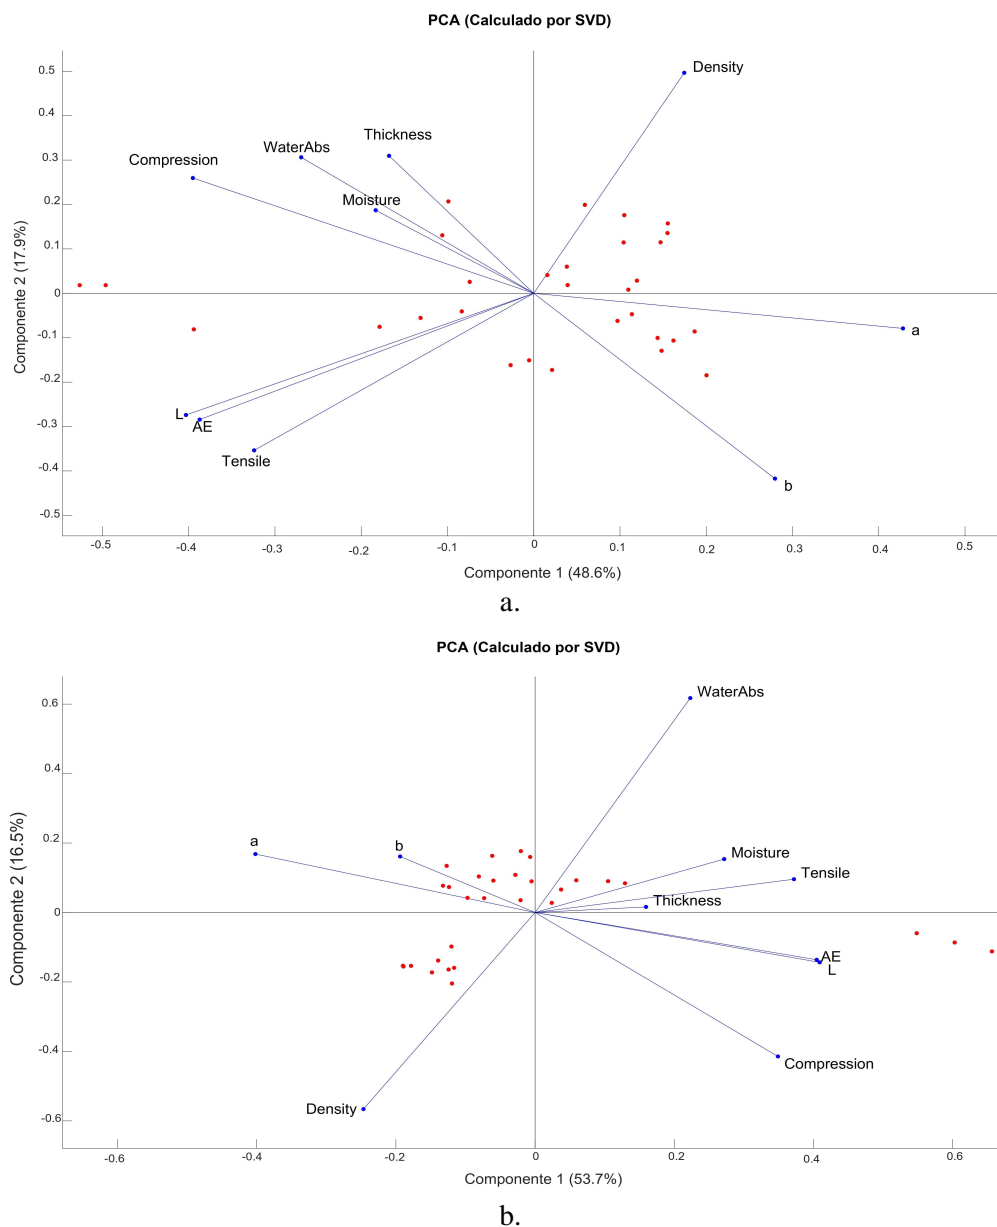 PCA (Calculado por SVD)
0.5
0.4
0.3
0.2
0.1
0
-0.1
-0.2
-0.3
-0.4
-0.5
Componente 2 (17.9%)
Density
Thickness
WaterAbs
Compression
Moisture
a
L
AE
Tensile
b
-0.5
-0.4
-0.3
-0.2
-0.1
0
0.1
0.2
0.3
0.4
0.5
Componente 1 (48.6%)
a.
PCA (Calculado por SVD)
0.6
0.4
0.2
0
-0.2
-0.4
-0.6
Componente 2 (16.5%)
WaterAbs
a
b
Moisture
Tensile
Thickness
AE
L
Compression
Density
-0.6
-0.4
-0.2
0
0.2
0.4
0.6
Componente 1 (53.7%)
b.